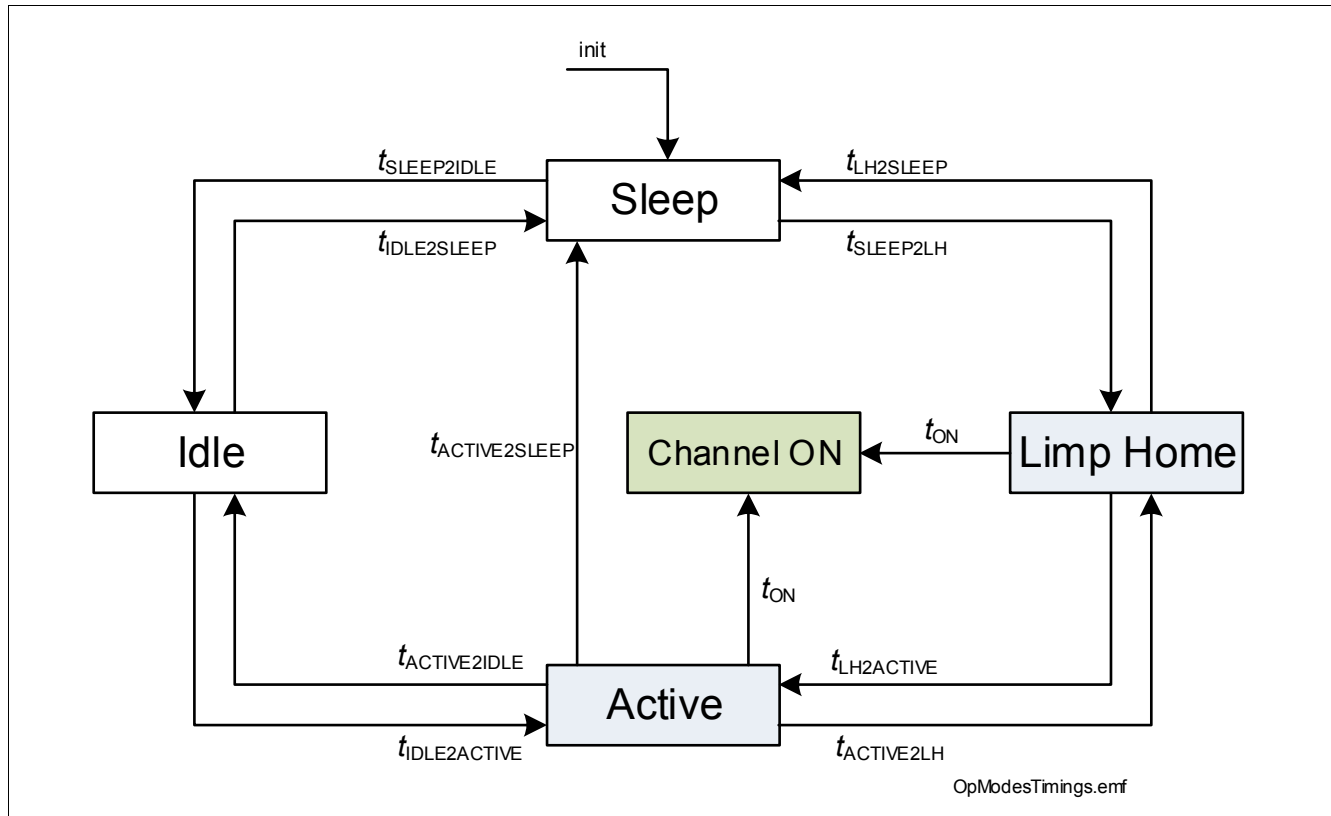 init
tSLEEP2IDLE
tLH2SLEEP
Sleep
tIDLE2SLEEP
tSLEEP2LH
Idle
tACTIVE2SLEEP
Channel ON
tON
Limp Home
tON
tACTIVE2IDLE
tLH2ACTIVE
Active
tIDLE2ACTIVE
tACTIVE2LH
OpModesTimings.emf